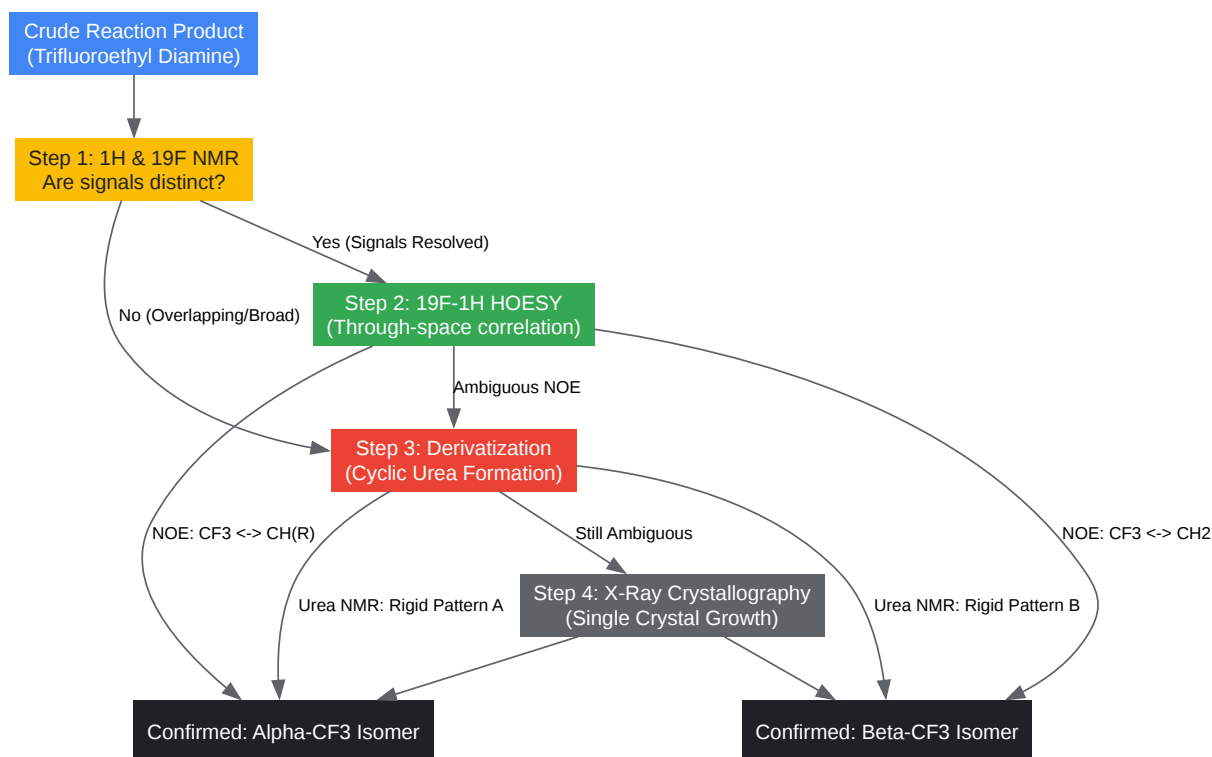 Crude Reaction Product
(Trifluoroethyl Diamine)
Step 1: 1H & 19F NMR
Are signals distinct?
Yes (Signals Resolved)
No (Overlapping/Broad)
Step 2: 19F-1H HOESY
(Through-space correlation)
Ambiguous NOE
Step 3: Derivatization
(Cyclic Urea Formation)
NOE: CF3 <-> CH(R)
Still Ambiguous
NOE: CF3 <-> CH2
Step 4: X-Ray Crystallography
(Single Crystal Growth)
Urea NMR: Rigid Pattern A
Urea NMR: Rigid Pattern B
Confirmed: Alpha-CF3 Isomer
Confirmed: Beta-CF3 Isomer